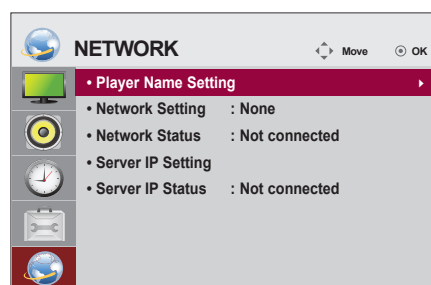 NETWORK Move OK
• Player Name Setting
• Network Setting : None
• Network Status : Not connected
• Server IP Setting
• Server IP Status : Not connected